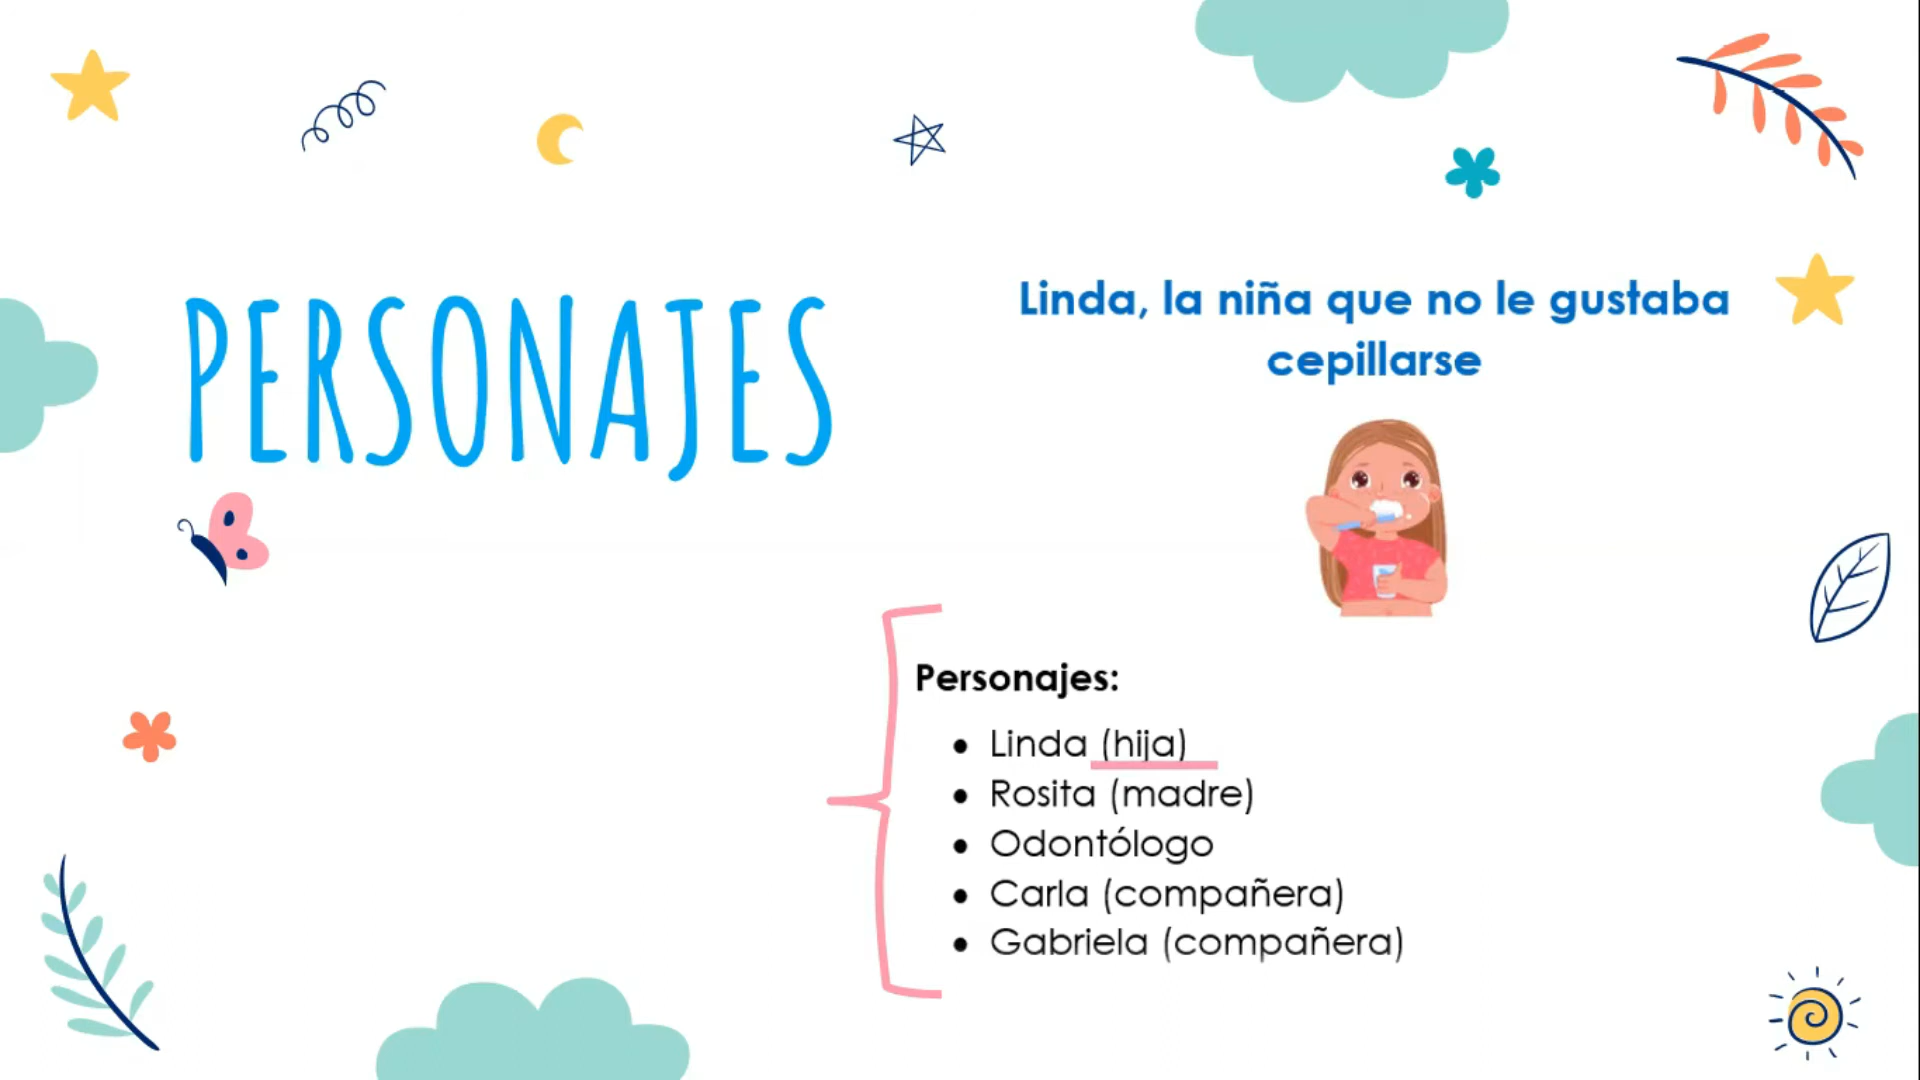 PERSONAJES
Linda, la niña que no le gustaba
cepillarse
Personajes:
• Linda (hija)
• Rosita (madre)
• Odontólogo
• Carla (compañera)
• Gabriela (compañera)